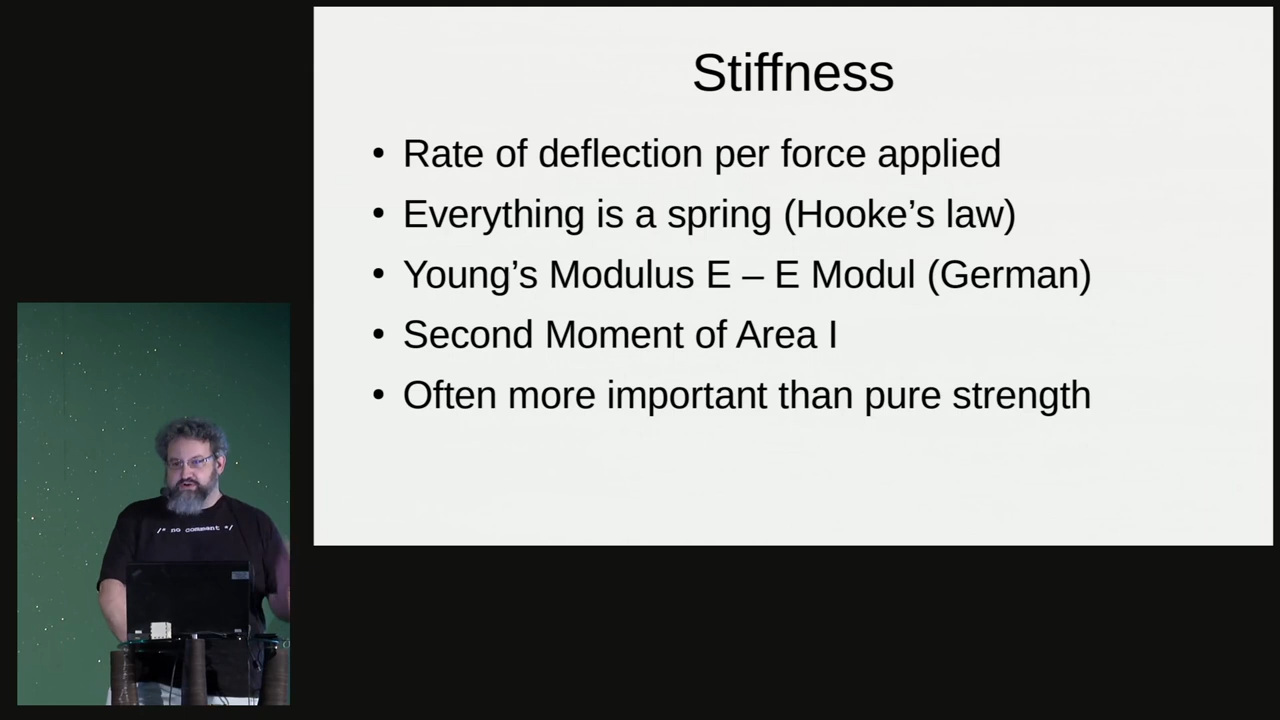 Stiffness
• Rate of deflection per force applied
• Everything is a spring (Hooke’s law)
• Young’s Modulus E – E Modul (German)
• Second Moment of Area I
• Often more important than pure strength
/* no comment */